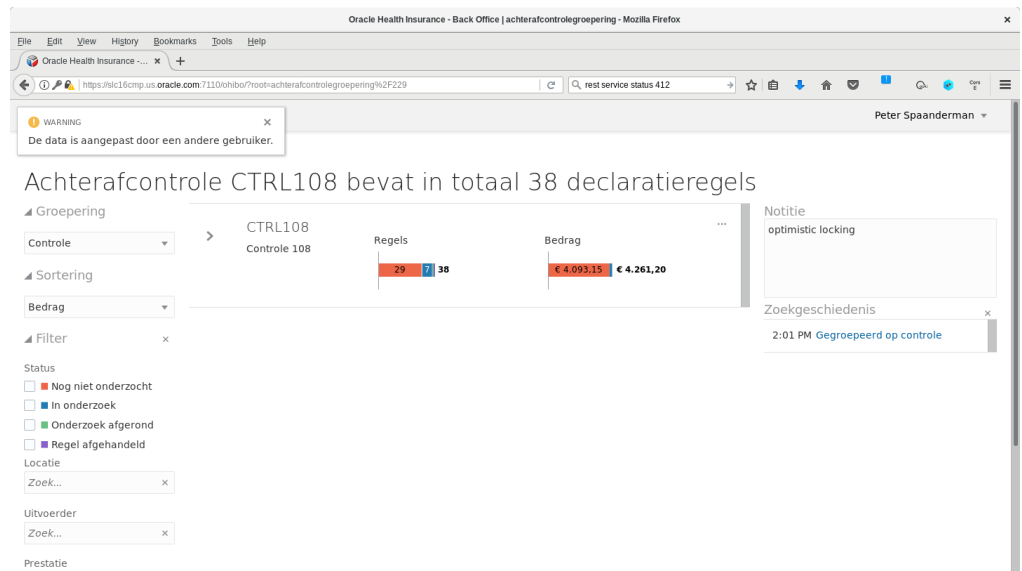 Oracle Health Insurance - Back Office | achterafcontrolegroepering - Mozilla Firefox
File Edit View History Bookmarks Tools Help
Oracle Health Insurance -...
https://slc16cmp.us.oracle.com:7110/ohibo/?root=achterafcontrolegroepering%2F229
rest service status 412
WARNING
De data is aangepast door een andere gebruiker.
Peter Spaanderman
Achterafcontrole CTRL108 bevat in totaal 38 declaratieregels
Groepering
Controle
Sortering
Bedrag
Filter
Status
Nog niet onderzocht
In onderzoek
Onderzoek afgerond
Regel afgehandeld
Locatie
Zoek...
Uitvoerder
Zoek...
Prestatie
CTRL108
Controle 108
Regels
29 7 38
Bedrag
€ 4.093,15 € 4.261,20
Notitie
optimistic locking
Zoekgeschiedenis
2:01 PM Gegroepeerd op controle